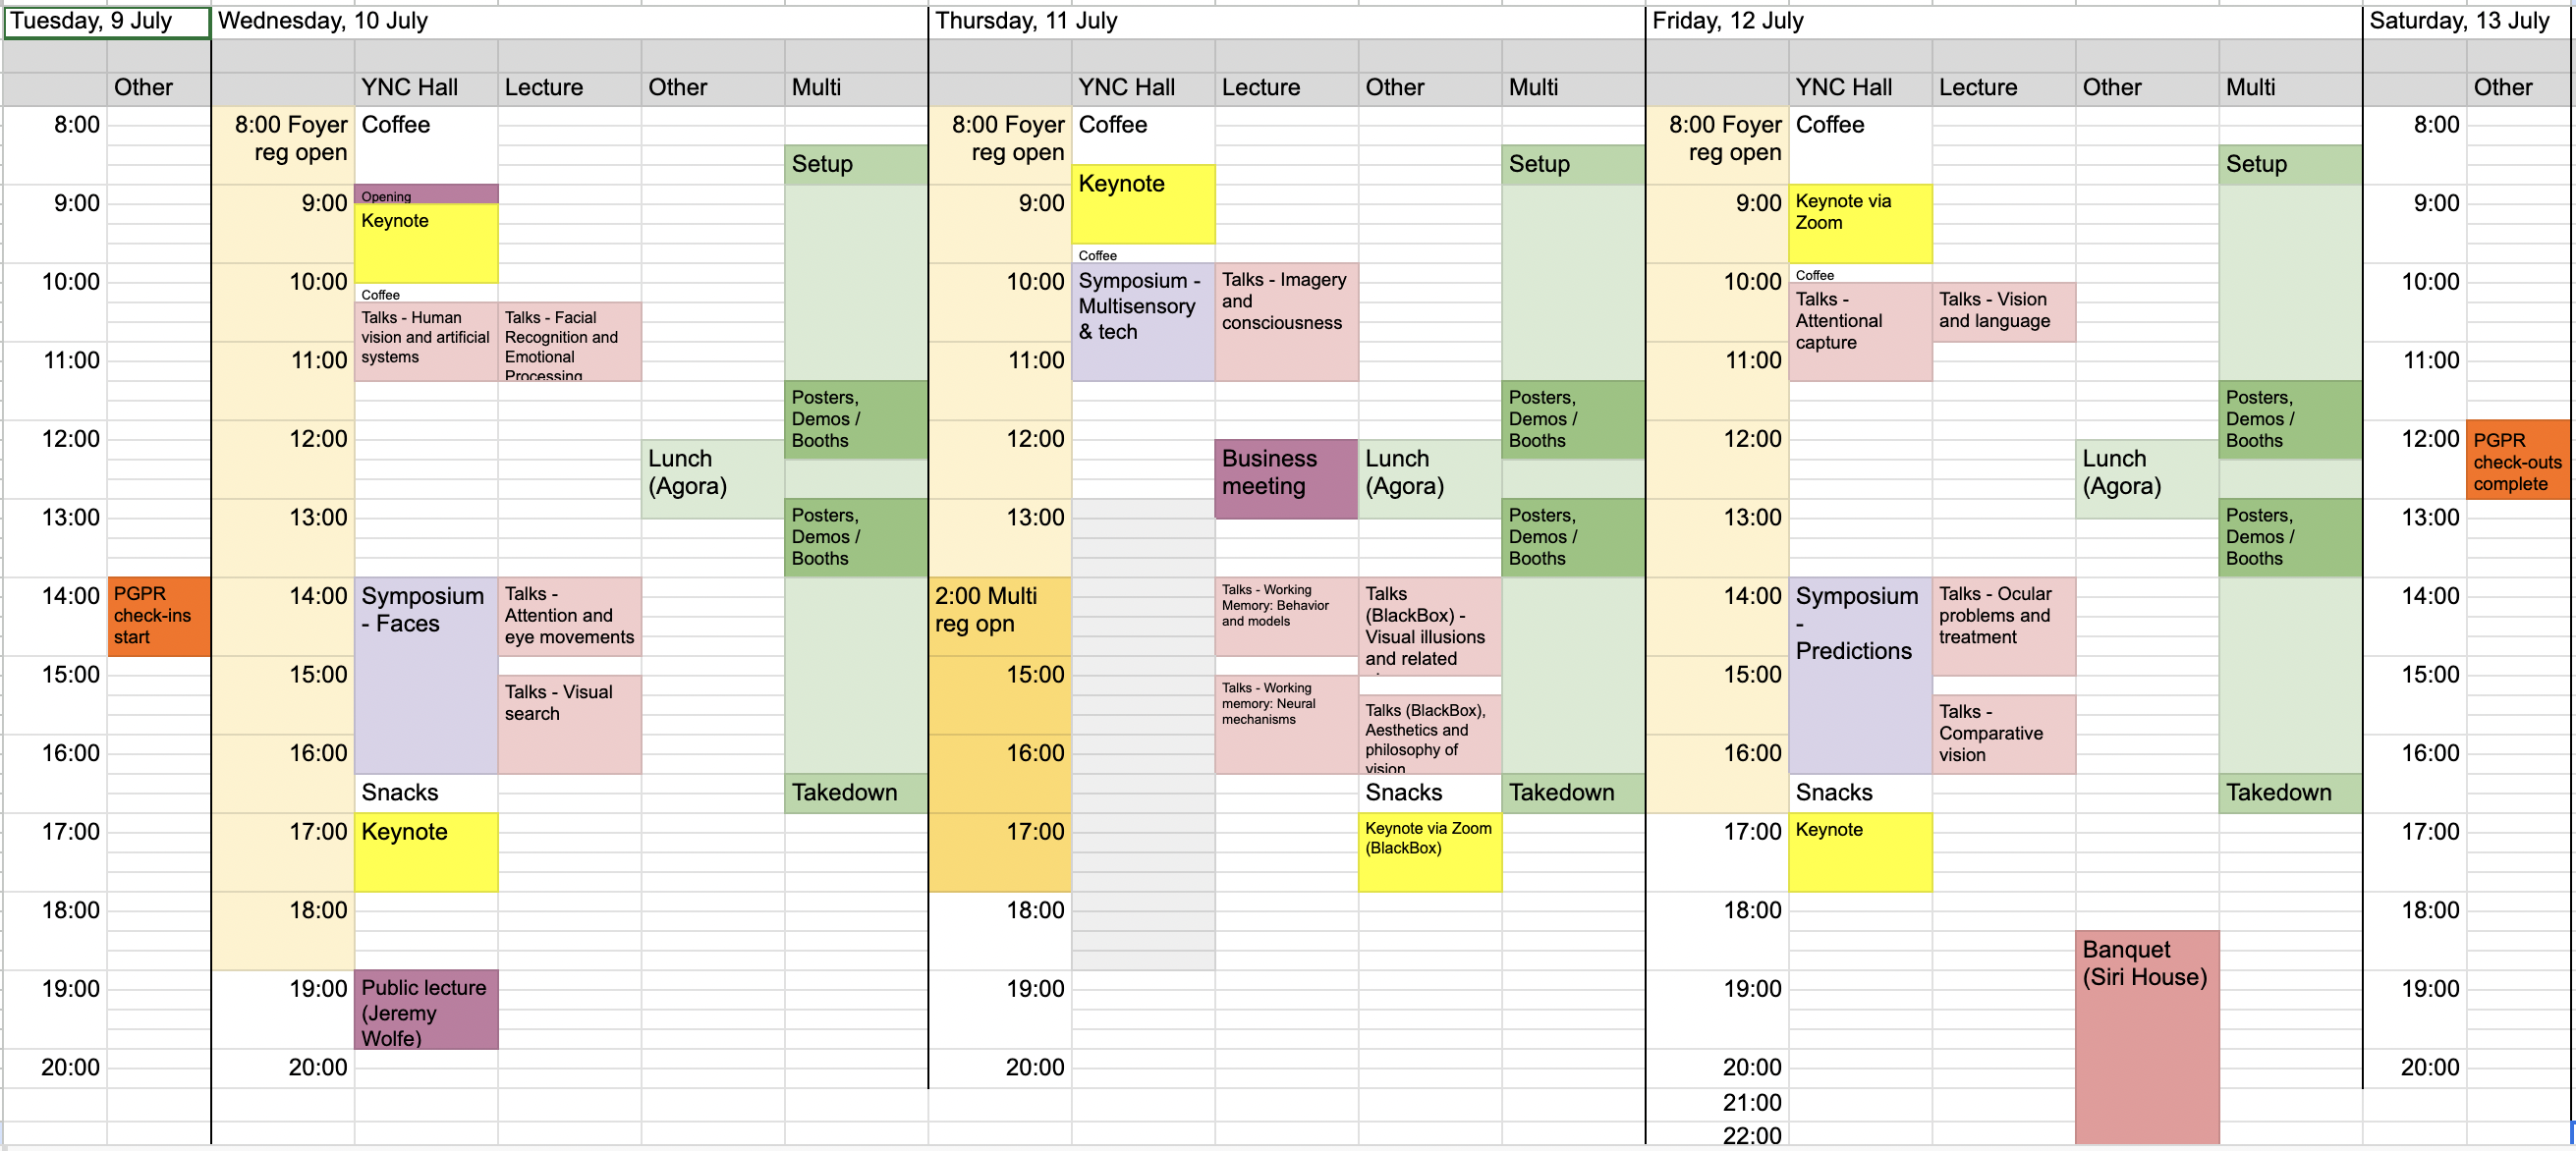 Tuesday, 9 July
Wednesday, 10 July
Thursday, 11 July
Friday, 12 July
Saturday, 13 July
Other
YNC Hall
Lecture
Other
Multi
YNC Hall
Lecture
Other
Multi
YNC Hall
Lecture
Other
Multi
Other
8:00
9:00
10:00
11:00
12:00
13:00
14:00
15:00
16:00
17:00
18:00
19:00
20:00
PGPR
check-ins
start
8:00 Foyer
reg open
9:00
10:00
11:00
12:00
13:00
14:00
15:00
16:00
17:00
18:00
19:00
20:00
Coffee
Opening
Keynote
Coffee
Talks - Human
vision and artificial
systems
Symposium
- Faces
Snacks
Keynote
Public lecture
(Jeremy
Wolfe)
Talks - Facial
Recognition and
Emotional
Processing
Talks -
Attention and
eye movements
Talks - Visual
search
Lunch
(Agora)
Setup
Posters,
Demos /
Booths
Posters,
Demos /
Booths
Takedown
8:00 Foyer
reg open
9:00
10:00
11:00
12:00
13:00
2:00 Multi
reg opn
15:00
16:00
17:00
18:00
19:00
20:00
Coffee
Keynote
Coffee
Symposium -
Multisensory
& tech
Talks - Imagery
and
consciousness
Business
meeting
Talks - Working
Memory: Behavior
and models
Talks - Working
memory: Neural
mechanisms
Lunch
(Agora)
Talks
(BlackBox) -
Visual illusions
and related
Talks (BlackBox),
Aesthetics and
philosophy of
vision
Snacks
Keynote via Zoom
(BlackBox)
Setup
Posters,
Demos /
Booths
Posters,
Demos /
Booths
Takedown
8:00 Foyer
reg open
9:00
10:00
11:00
12:00
13:00
14:00
15:00
16:00
17:00
18:00
19:00
20:00
21:00
22:00
Coffee
Keynote via
Zoom
Coffee
Talks -
Attentional
capture
Symposium
-
Predictions
Snacks
Keynote
Talks - Vision
and language
Talks - Ocular
problems and
treatment
Talks -
Comparative
vision
Lunch
(Agora)
Banquet
(Siri House)
Setup
Posters,
Demos /
Booths
Posters,
Demos /
Booths
Takedown
8:00
9:00
10:00
11:00
12:00
13:00
14:00
15:00
16:00
17:00
18:00
19:00
20:00
PGPR
check-outs
complete